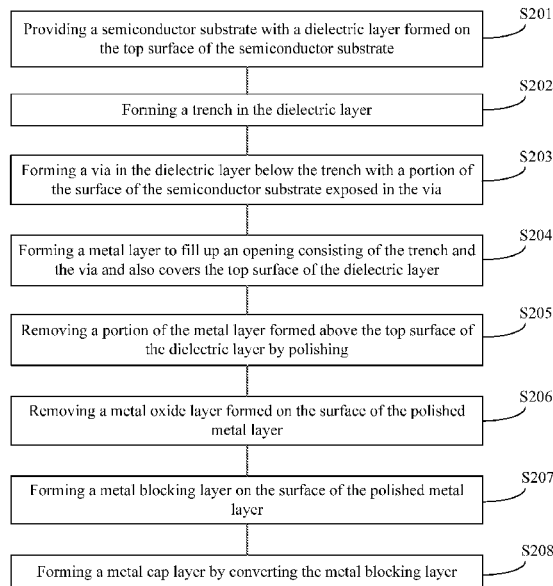 S201
Providing a semiconductor substrate with a dielectric layer formed on
the top surface of the semiconductor substrate
S202
Forming a trench in the dielectric layer
S203
Forming a via in the dielectric layer below the trench with a portion of
the surface of the semiconductor substrate exposed in the via
S204
Forming a metal layer to fill up an opening consisting of the trench and
the via and also covers the top surface of the dielectric layer
S205
Removing a portion of the metal layer formed above the top surface of
the dielectric layer by polishing
S206
Removing a metal oxide layer formed on the surface of the polished
metal layer
S207
Forming a metal blocking layer on the surface of the polished metal
layer
S208
Forming a metal cap layer by converting the metal blocking layer